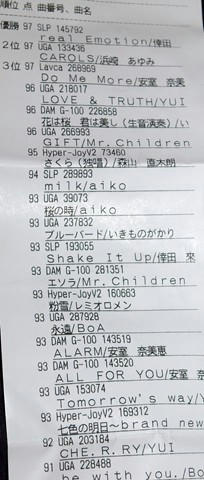 順位 点 曲番号、曲名
優勝 97 SLP 145792
real Emotion/倖田
2位 97 UGA 133436
CAROLS/浜崎 あゆみ
3位 97 Lavca 268969
Do Me More/安室 奈美
96 UGA 218017
LOVE & TRUTH/YUI
96 DAM G-100 226858
花は桜 君は美し(生音演奏)/い
96 UGA 266993
GIFT/Mr.Children
95 Hyper-JoyV2 73460
さくら(独唱)/森山 直太朗
94 SLP 289893
milk/aiko
93 UGA 39073
桜の時/aiko
93 UGA 237832
ブルーバード/いきものがかり
93 SLP 193055
Shake It Up/倖田 來
93 DAM G-100 281351
エソラ/Mr.Children
93 Hyper-JoyV2 160663
粉雪/レミオロメン
93 UGA 287928
永遠/BoA
93 DAM G-100 143519
ALARM/安室 奈美恵
93 DAM G-100 143520
ALL FOR YOU/安室 奈
93 UGA 153074
Tomorrow's way/Y
93 Hyper-JoyV2 169312
七色の明日~brand new
92 UGA 203184
CHE.R.RY/YUI
91 UGA 228488
be with you./Bo